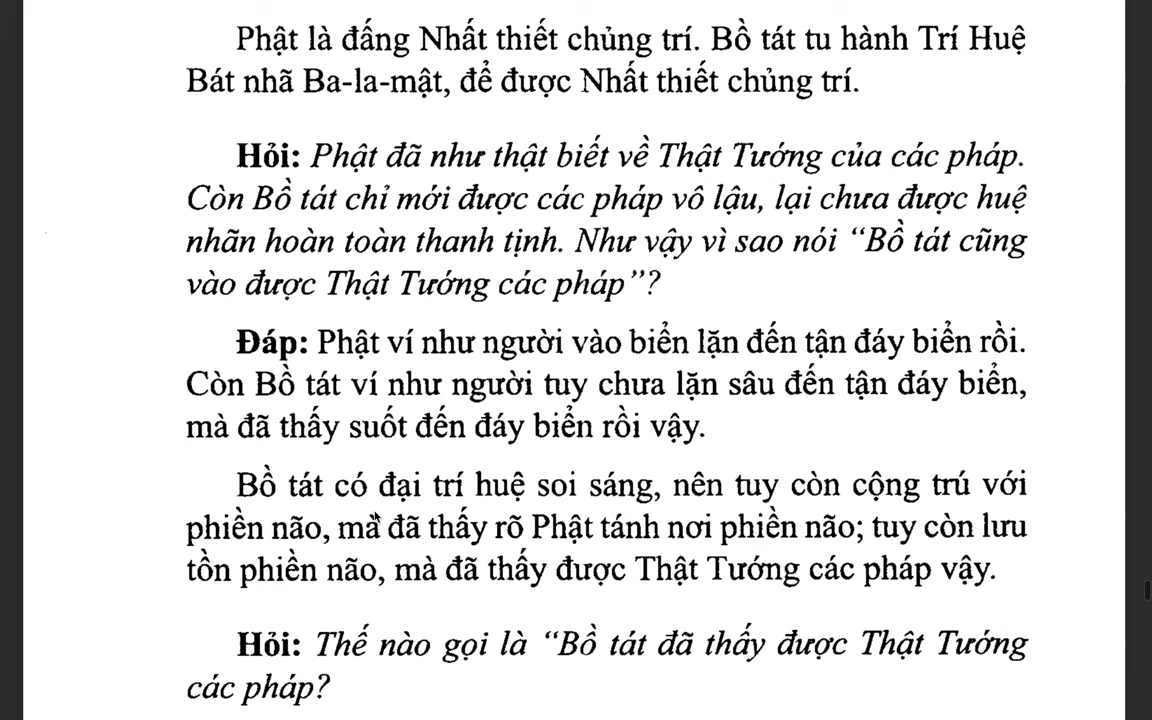 Phật là đấng Nhất thiết chủng trí. Bồ tát tu hành Trí Huệ
Bát nhã Ba-la-mật, để được Nhất thiết chủng trí.
Hỏi: Phật đã như thật biết về Thật Tướng của các pháp.
Còn Bồ tát chỉ mới được các pháp vô lậu, lại chưa được huệ
nhãn hoàn toàn thanh tịnh. Như vậy vì sao nói “Bồ tát cũng
vào được Thật Tướng các pháp”?
Đáp: Phật ví như người vào biển lặn đến tận đáy biển rồi.
Còn Bồ tát ví như người tuy chưa lặn sâu đến tận đáy biển,
mà đã thấy suốt đến đáy biển rồi vậy.
Bồ tát có đại trí huệ soi sáng, nên tuy còn cộng trú với
phiền não, mà đã thấy rõ Phật tánh nơi phiền não; tuy còn lưu
tồn phiền não, mà đã thấy được Thật Tướng các pháp vậy.
Hỏi: Thế nào gọi là “Bồ tát đã thấy được Thật Tướng
các pháp?